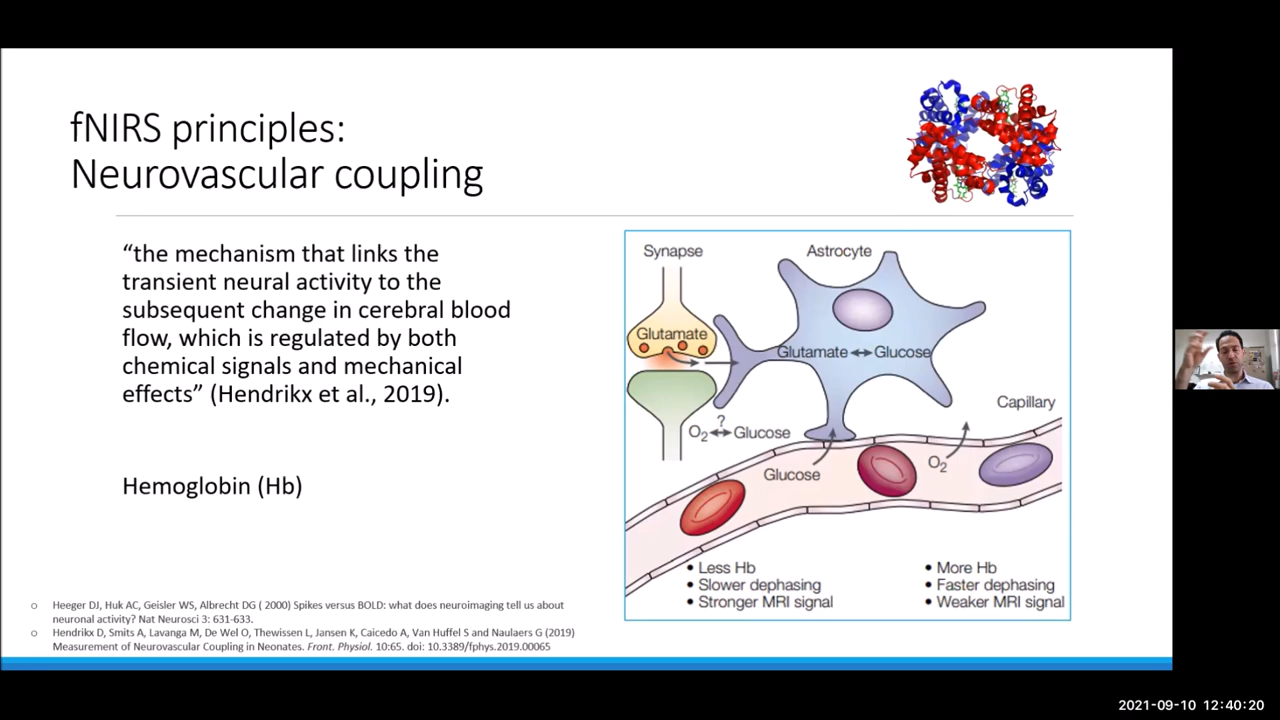 fNIRS principles:
Neurovascular coupling
“the mechanism that links the
transient neural activity to the
subsequent change in cerebral blood
flow, which is regulated by both
chemical signals and mechanical
effects” (Hendrikx et al., 2019).
Hemoglobin (Hb)
Synapse
Astrocyte
Glutamate
Glutamate ↔ Glucose
Capillary
?
O2 ↔ Glucose
Glucose
O2
• Less Hb
• Slower dephasing
• Stronger MRI signal
• More Hb
• Faster dephasing
• Weaker MRI signal
o Heeger DJ, Huk AC, Geisler WS, Albrecht DG ( 2000) Spikes versus BOLD: what does neuroimaging tell us about
neuronal activity? Nat Neurosci 3: 631-633.
o Hendrikx D, Smits A, Lavanga M, De Wel O, Thewissen L, Jansen K, Caicedo A, Van Huffel S and Naulaers G (2019)
Measurement of Neurovascular Coupling in Neonates. Front. Physiol. 10:65. doi: 10.3389/fphys.2019.00065
2021-09-10 12:40:20